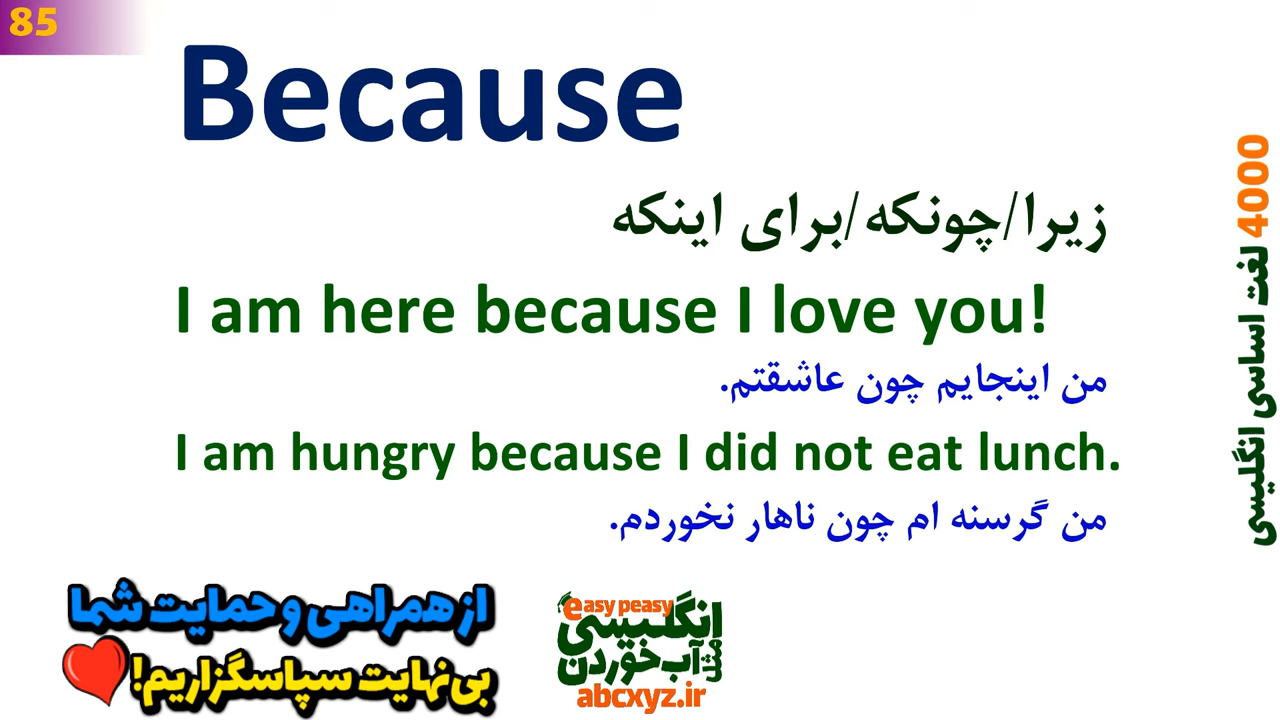 85
Because
زیرا/چونکه/برای اینکه
I am here because I love you!
من اینجایم چون عاشقتم.
I am hungry because I did not eat lunch.
من گرسنه ام چون ناهار نخوردم.
4000 لغت اساسی انگلیسی
از همراهی و حمایت شما
بی‌نهایت سپاسگزاریم!
easy peasy
انگلیسی
مثل آب خوردن
abcxyz.ir